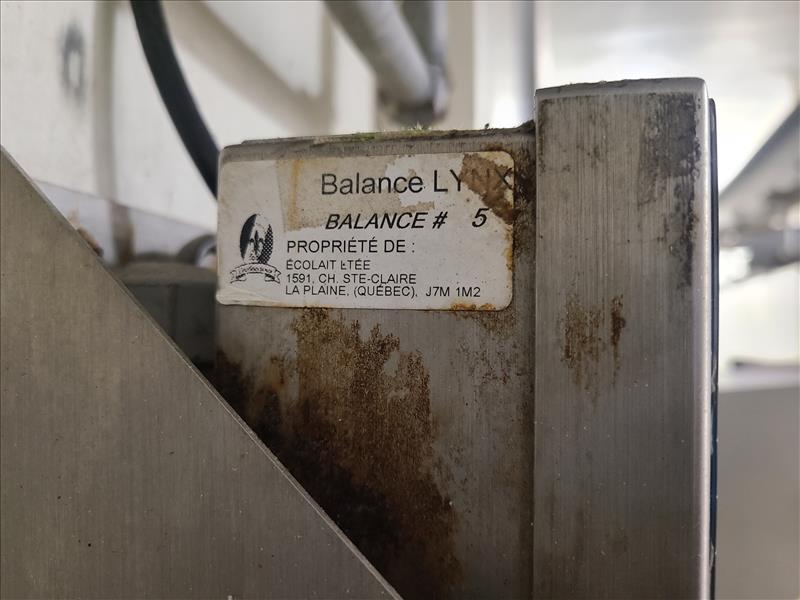 Balance LYNX
BALANCE # 5
PROPRIÉTÉ DE :
ÉCOLAIT LTÉE
1591, CH. STE-CLAIRE
LA PLAINE, (QUÉBEC), J7M 1M2